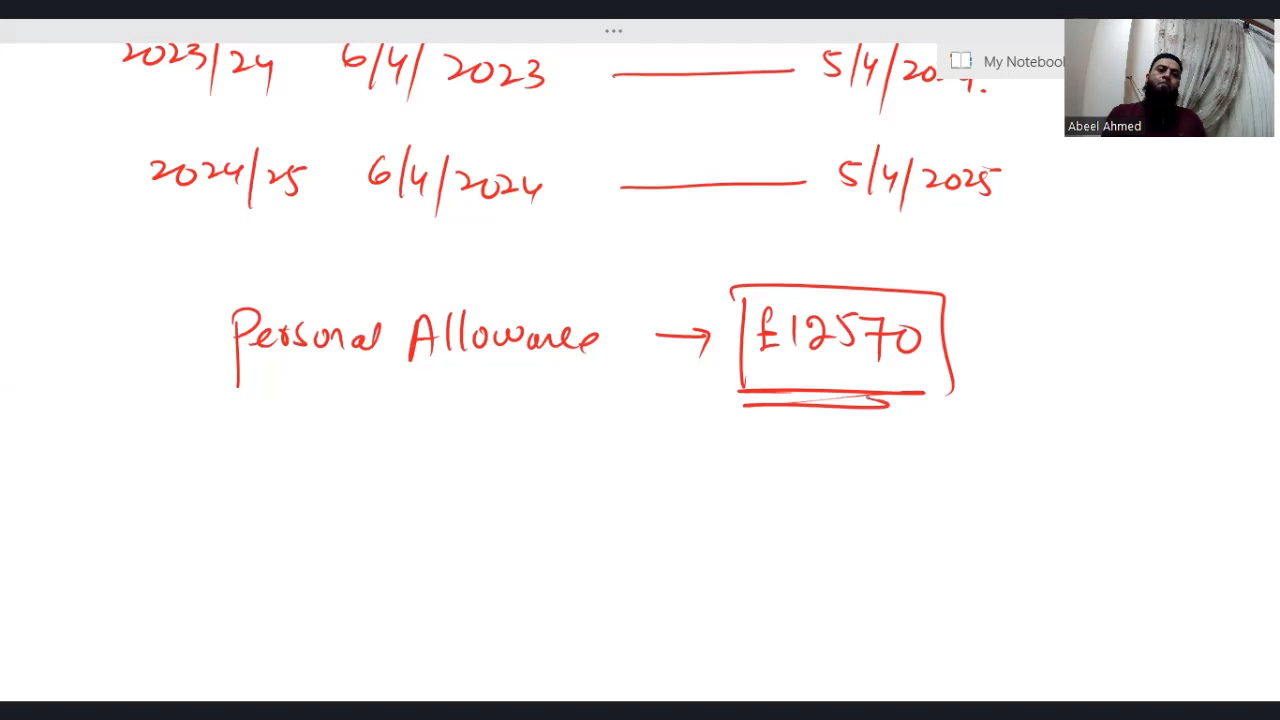 2023/24 6/4/2023 — 5/4/2024.
My Notebook
Abeel Ahmed
2024/25 6/4/2024 — 5/4/2025
Personal Allowance → £12570